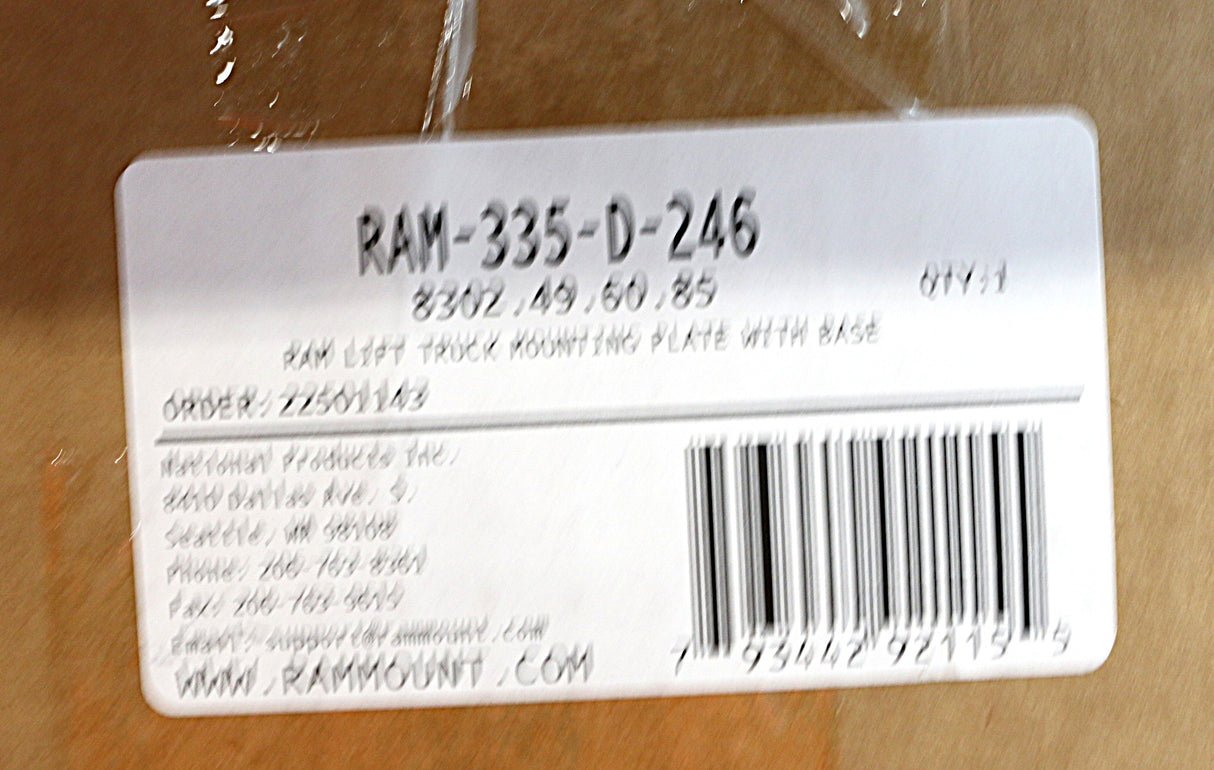 RAM-335-D-246
8302.49.60.85
QTY:1
RAM LIFT TRUCK MOUNTING PLATE WITH BASE
ORDER: 22501143
National Products Inc.
8410 Dallas Ave. S.
Seattle, WA 98108
Phone: 206-763-8361
Fax: 206-763-9615
Email: support@rammount.com
WWW.RAMMOUNT.COM
7 93442 92115 5